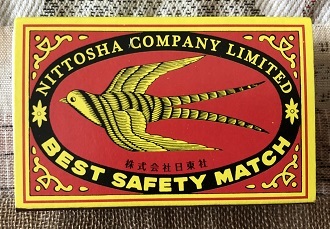 NITTOSHA COMPANY LIMITED
株式会社日東社
BEST SAFETY MATCH